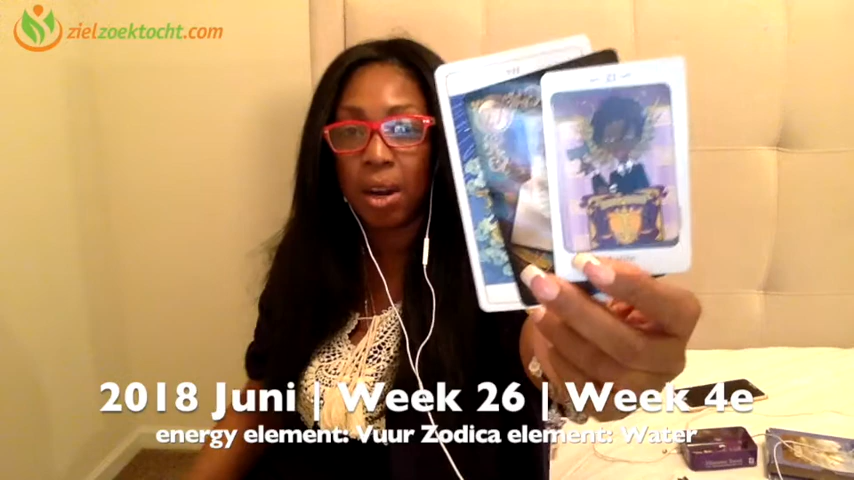 zielzoektocht.com
2018 Juni | Week 26 | Week 4e
energy element: Vuur Zodica element: Water